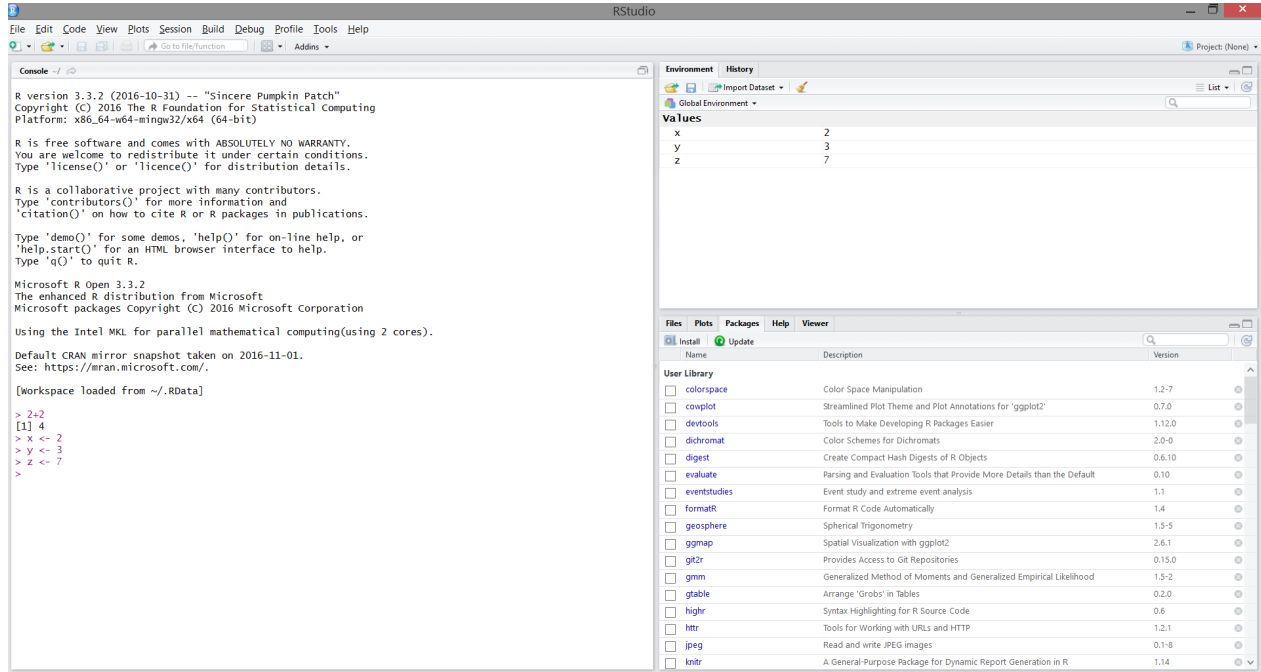 RStudio
File Edit Code View Plots Session Build Debug Profile Tools Help
Go to file/function Addins Project: (None)
Console ~/
R version 3.3.2 (2016-10-31) -- "Sincere Pumpkin Patch"
Copyright (C) 2016 The R Foundation for Statistical Computing
Platform: x86_64-w64-mingw32/x64 (64-bit)
R is free software and comes with ABSOLUTELY NO WARRANTY.
You are welcome to redistribute it under certain conditions.
Type 'license()' or 'licence()' for distribution details.
R is a collaborative project with many contributors.
Type 'contributors()' for more information and
'citation()' on how to cite R or R packages in publications.
Type 'demo()' for some demos, 'help()' for on-line help, or
'help.start()' for an HTML browser interface to help.
Type 'q()' to quit R.
Microsoft R Open 3.3.2
The enhanced R distribution from Microsoft
Microsoft packages Copyright (C) 2016 Microsoft Corporation
Using the Intel MKL for parallel mathematical computing(using 2 cores).
Default CRAN mirror snapshot taken on 2016-11-01.
See: https://mran.microsoft.com/.
[Workspace loaded from ~/.RData]
> 2+2
[1] 4
> x <- 2
> y <- 3
> z <- 7
>
Environment History
Import Dataset List
Global Environment
Values
x 2
y 3
z 7
Files Plots Packages Help Viewer
Install Update
Name Description Version
User Library
colorspace Color Space Manipulation 1.2-7
cowplot Streamlined Plot Theme and Plot Annotations for 'ggplot2' 0.7.0
devtools Tools to Make Developing R Packages Easier 1.12.0
dichromat Color Schemes for Dichromats 2.0-0
digest Create Compact Hash Digests of R Objects 0.6.10
evaluate Parsing and Evaluation Tools that Provide More Details than the Default 0.10
eventstudies Event study and extreme event analysis 1.1
formatR Format R Code Automatically 1.4
geosphere Spherical Trigonometry 1.5-5
ggmap Spatial Visualization with ggplot2 2.6.1
git2r Provides Access to Git Repositories 0.15.0
gmm Generalized Method of Moments and Generalized Empirical Likelihood 1.5-2
gtable Arrange 'Grobs' in Tables 0.2.0
highr Syntax Highlighting for R Source Code 0.6
httr Tools for Working with URLs and HTTP 1.2.1
jpeg Read and write JPEG images 0.1-8
knitr A General-Purpose Package for Dynamic Report Generation in R 1.14